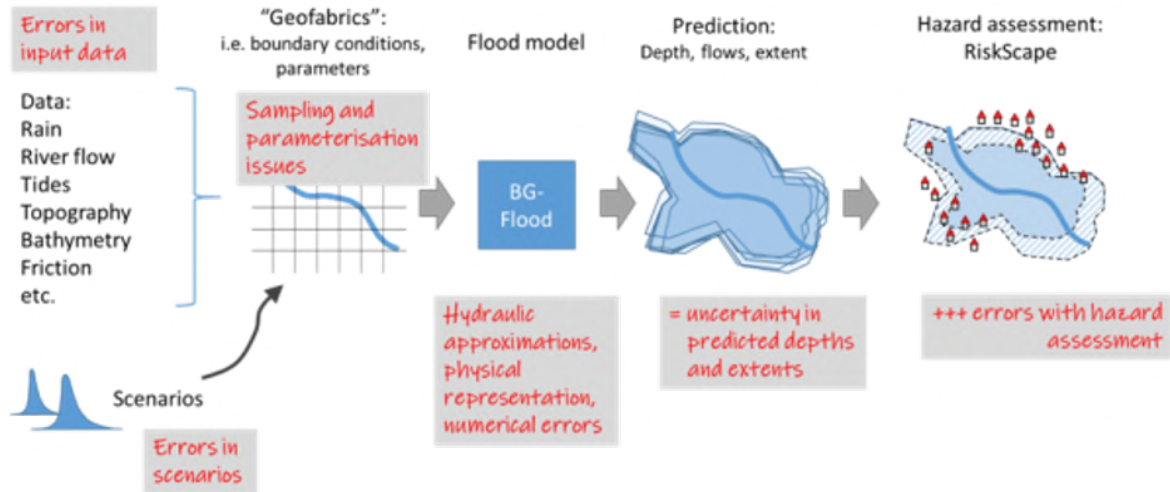 Errors in
input data
"Geofabrics":
i.e. boundary conditions,
parameters
Flood model
Prediction:
Depth, flows, extent
Hazard assessment:
RiskScape
Data:
Rain
River flow
Tides
Topography
Bathymetry
Friction
etc.
Sampling and
parameterisation
issues
BG-
Flood
Hydraulic
approximations,
physical
representation,
numerical errors
= uncertainty in
predicted depths
and extents
+++ errors with hazard
assessment
Scenarios
Errors in
scenarios